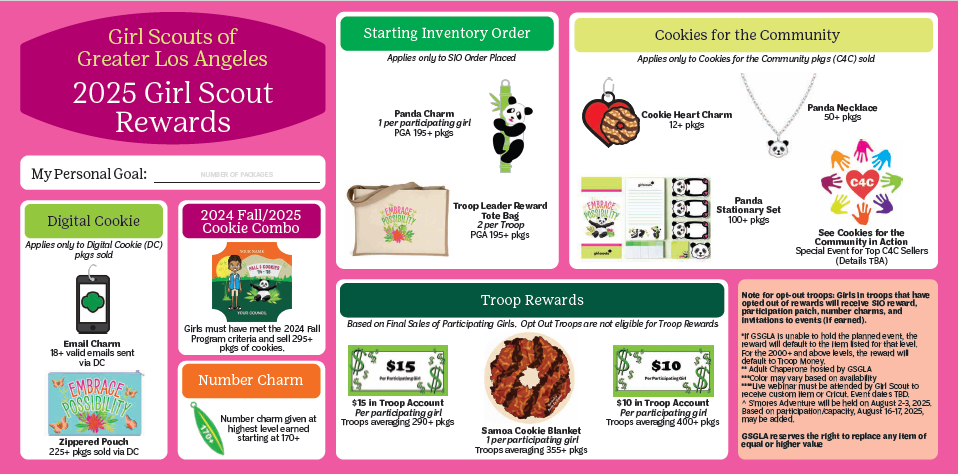 Girl Scouts of
Greater Los Angeles
2025 Girl Scout
Rewards
My Personal Goal:
NUMBER OF PACKAGES
Digital Cookie
Applies only to Digital Cookie (DC)
pkgs sold
Email Charm
18+ valid emails sent
via DC
EMBRACE
POSSIBILITY
Zippered Pouch
225+ pkgs sold via DC
2024 Fall/2025
Cookie Combo
FALL & COOKIES
YOUR COUNCIL
Girls must have met the 2024 Fall
Program criteria and sell 295+
pkgs of cookies.
Number Charm
170+
Number charm given at
highest level earned
starting at 170+
Starting Inventory Order
Applies only to SIO Order Placed
Panda Charm
1 per participating girl
PGA 195+ pkgs
EMBRACE
POSSIBILITY
Troop Leader Reward
Tote Bag
2 per Troop
PGA 195+ pkgs
Cookies for the Community
Applies only to Cookies for the Community pkgs (C4C) sold
Cookie Heart Charm
12+ pkgs
Panda Necklace
50+ pkgs
EMBRACE
POSSIBILITY
Panda
Stationary Set
100+ pkgs
C4C
See Cookies for the
Community in Action
Special Event for Top C4C Sellers
(Details TBA)
Troop Rewards
Based on Final Sales of Participating Girls. Opt Out Troops are not eligible for Troop Rewards
$15
Per Participating Girl
$15 in Troop Account
Per participating girl
Troops averaging 290+ pkgs
Samoa Cookie Blanket
1 per participating girl
Troops averaging 355+ pkgs
$10
Per Participating Girl
$10 in Troop Account
Per participating girl
Troops averaging 400+ pkgs
Note for opt-out troops: Girls in troops that have
opted out of rewards will receive SIO reward,
participation patch, number charms, and
invitations to events (if earned).
*If GSGLA is unable to hold the planned event, the
reward will default to the item listed for that level.
For the 2000+ and above levels, the reward will
default to Troop Money.
** Adult Chaperone hosted by GSGLA
***Color may vary based on availability
****Live webinar must be attended by Girl Scout to
receive custom item or Cricut. Event dates TBD.
^ S'mores Adventure will be held on August 2-3, 2025.
Based on participation/capacity, August 16-17, 2025,
may be added.
GSGLA reserves the right to replace any item of
equal or higher value